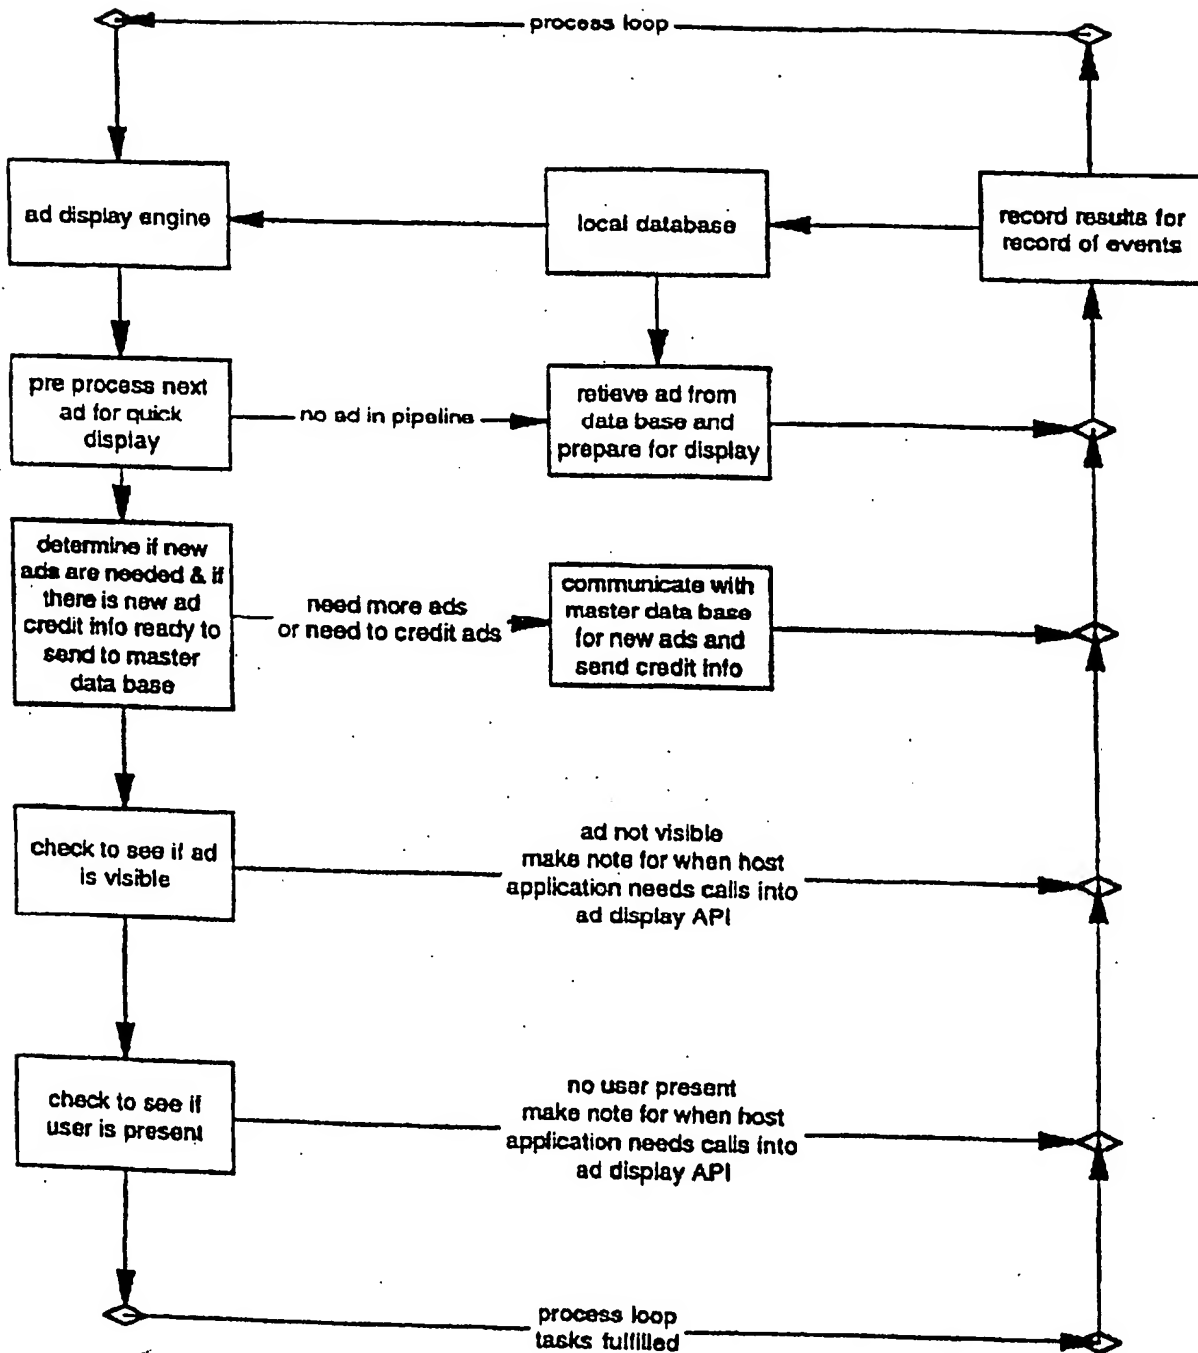 process loop
ad display engine
local database
record results for
record of events
pre process next
ad for quick
display
no ad in pipeline
retieve ad from
data base and
prepare for display
determine if new
ads are needed & if
there is new ad
credit info ready to
send to master
data base
need more ads
or need to credit ads
communicate with
master data base
for new ads and
send credit info
check to see if ad
is visible
ad not visible
make note for when host
application needs calls into
ad display API
check to see if
user is present
no user present
make note for when host
application needs calls into
ad display API
process loop
tasks fulfilled